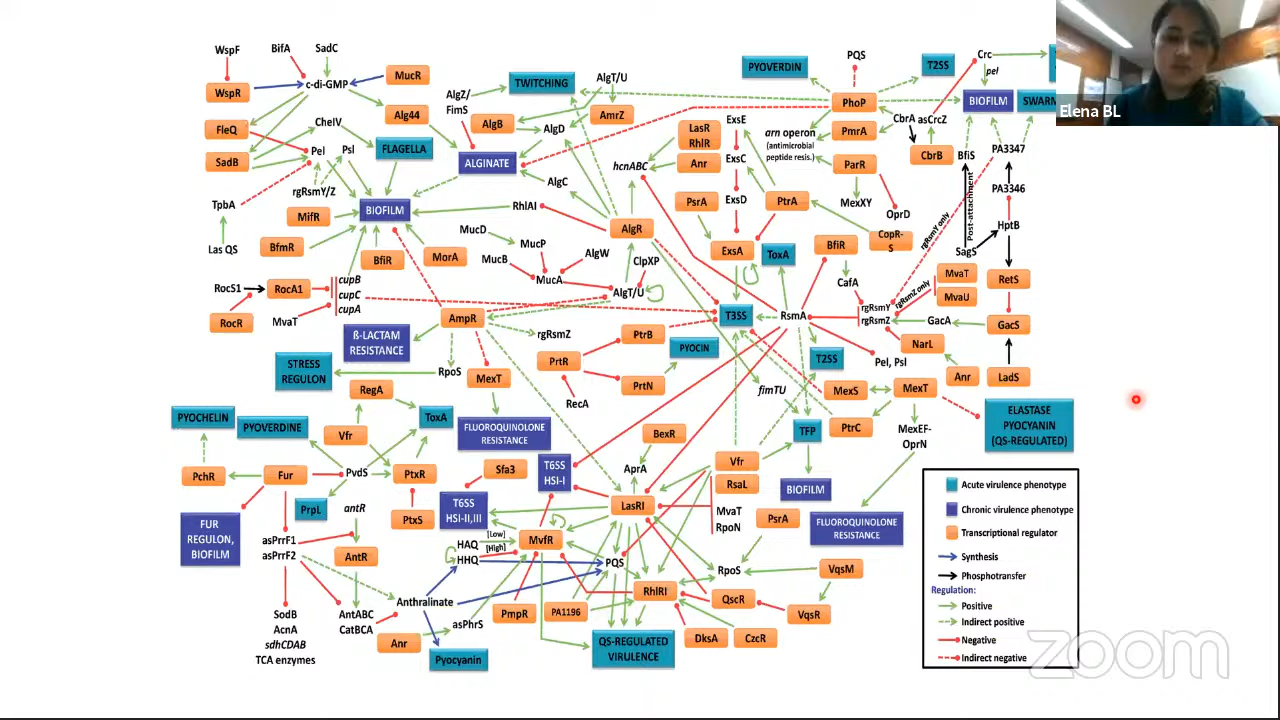 WspF
BifA
SadC
WspR
c-di-GMP
MucR
FleQ
CheIV
Alg44
SadB
Pel
Psl
FLAGELLA
rgRsmY/Z
TpbA
MifR
BIOFILM
Las QS
BfmR
BfiR
MorA
AlgZ/
FimS
TWITCHING
AlgT/U
AlgB
AmrZ
AlgD
ALGINATE
AlgC
RhlAI
hcnABC
LasR
RhlR
Anr
ExsE
ExsC
ExsD
PsrA
PtrA
ExsA
ToxA
AlgR
MucD
MucP
AlgW
ClpXP
MucB
MucA
AlgT/U
PYOVERDIN
PQS
T2SS
Crc
pel
PhoP
BIOFILM
SWARM
Elena BL
arn operon
(antimicrobial
peptide resis.)
PmrA
CbrA
asCrcZ
CbrB
BfiS
PA3347
ParR
MexXY
OprD
PA3346
CopR-
S
Post-attachment
rgRsmY only
HptB
SagS
BfiR
CafA
MvaT
MvaU
rgRsmZ only
RetS
rgRsmY
rgRsmZ
GacA
GacS
NarL
Anr
LadS
Pel, Psl
RocS1
RocA1
cupB
cupC
cupA
RocR
MvaT
AmpR
rgRsmZ
ß-LACTAM
RESISTANCE
STRESS
REGULON
RpoS
MexT
PtrR
PtrB
PtrN
RecA
PYOCIN
T3SS
RsmA
T2SS
fimTU
MexS
MexT
PtrC
MexEF-
OprN
ELASTASE
PYOCYANIN
(QS-REGULATED)
TFP
BIOFILM
FLUOROQUINOLONE
RESISTANCE
RegA
ToxA
PYOCHELIN
PYOVERDINE
Vfr
FLUOROQUINOLONE
RESISTANCE
PchR
Fur
PvdS
PtxR
PtxS
PrpL
FUR
REGULON,
BIOFILM
antR
asPrrF1
asPrrF2
AntR
SodB
AcnA
sdhCDAB
TCA enzymes
AntABC
CatBCA
Anthralinate
Anr
asPhrS
Pyocyanin
Sfa3
T6SS
HSI-I
T6SS
HSI-II,III
HAQ
HHQ
[Low]
[High]
MvfR
BexR
AprA
LasRI
Vfr
RsaL
MvaT
RpoN
PsrA
PQS
RpoS
VqsM
RhlRI
QscR
VqsR
PmpR
PA1196
DksA
CzcR
QS-REGULATED
VIRULENCE
Acute virulence phenotype
Chronic virulence phenotype
Transcriptional regulator
Synthesis
Phosphotransfer
Regulation:
Positive
Indirect positive
Negative
Indirect negative
zoom